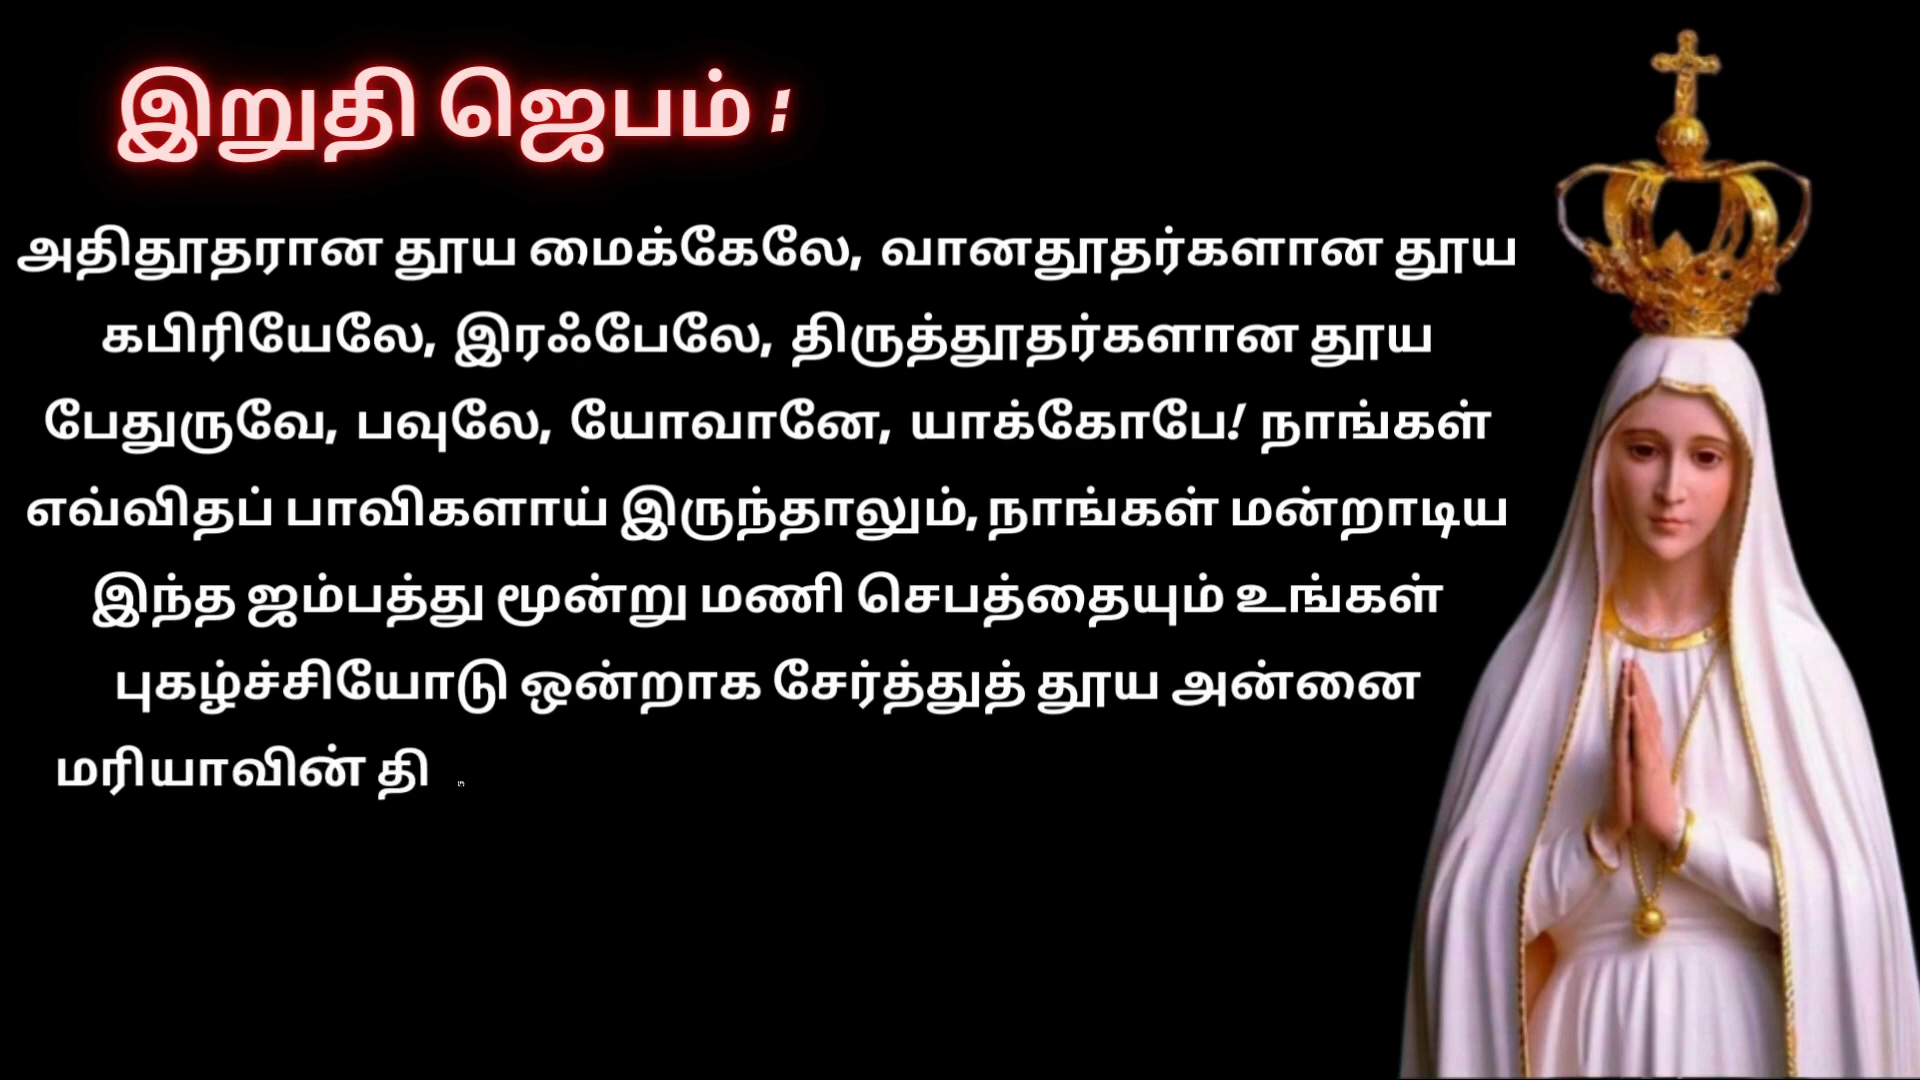 இறுதி ஜெபம் :
அதிதூதரான தூய மைக்கேலே, வானதூதர்களான தூய
கபிரியேலே, இரஃபேலே, திருத்தூதர்களான தூய
பேதுருவே, பவுலே, யோவானே, யாக்கோபே! நாங்கள்
எவ்விதப் பாவிகளாய் இருந்தாலும், நாங்கள் மன்றாடிய
இந்த ஜம்பத்து மூன்று மணி செபத்தையும் உங்கள்
புகழ்ச்சியோடு ஒன்றாக சேர்த்துத் தூய அன்னை
மரியாவின் தி